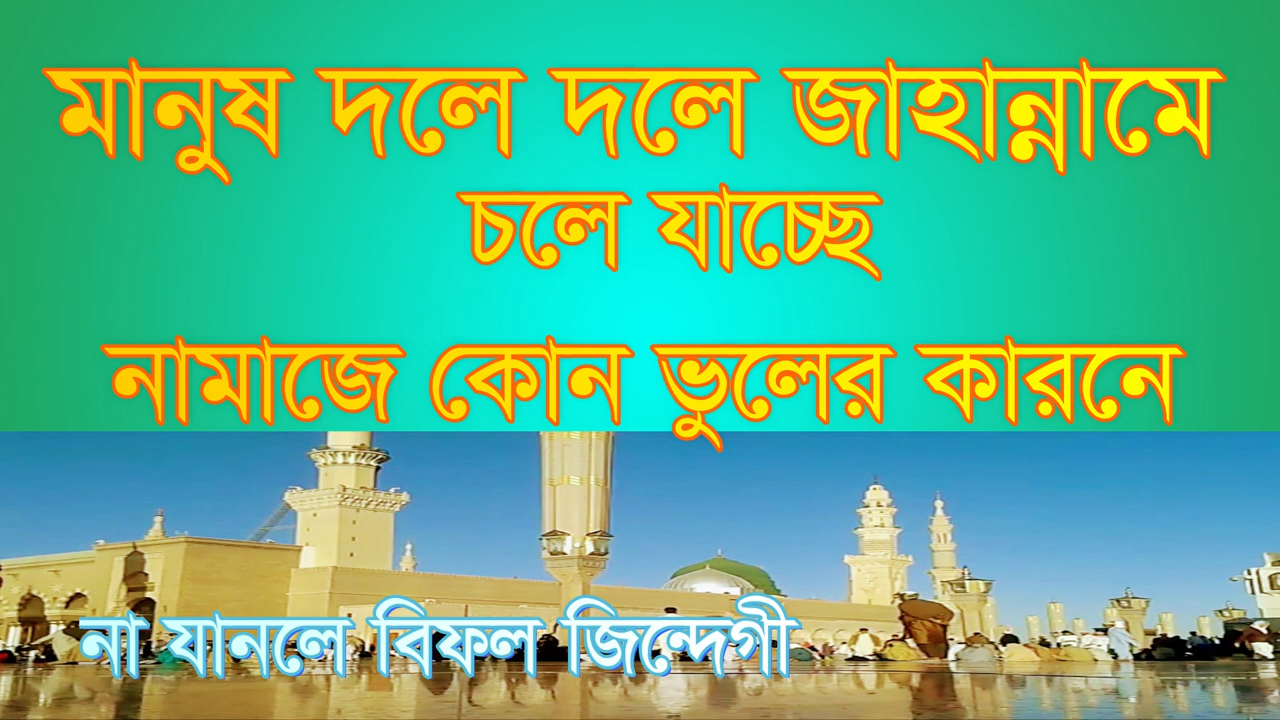 মানুষ দলে দলে জাহান্নামে
চলে যাচ্ছে
নামাজে কোন ভুলের কারনে
না যানলে বিফল জিন্দেগী